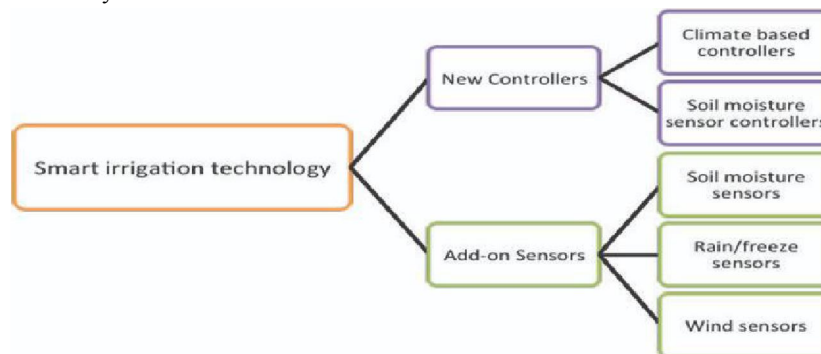 Climate based
controllers
New Controllers
Soil moisture
sensor controllers
Smart irrigation technology
Soil moisture
sensors
Add-on Sensors
Rain/freeze
sensors
Wind sensors